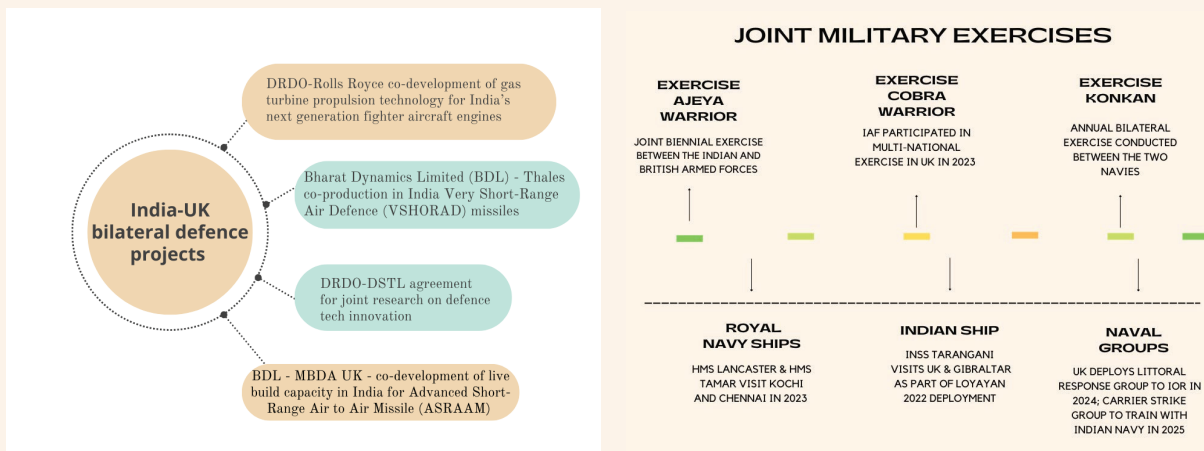 India-UK
bilateral defence
projects
DRDO-Rolls Royce co-development of gas
turbine propulsion technology for India's
next generation fighter aircraft engines
Bharat Dynamics Limited (BDL) - Thales
co-production in India Very Short-Range
Air Defence (VSHORAD) missiles
DRDO-DSTL agreement
for joint research on defence
tech innovation
BDL - MBDA UK - co-development of live
build capacity in India for Advanced Short-
Range Air to Air Missile (ASRAAM)
JOINT MILITARY EXERCISES
EXERCISE
AJEYA
WARRIOR
JOINT BIENNIAL EXERCISE
BETWEEN THE INDIAN AND
BRITISH ARMED FORCES
EXERCISE
COBRA
WARRIOR
IAF PARTICIPATED IN
MULTI-NATIONAL
EXERCISE IN UK IN 2023
EXERCISE
KONKAN
ANNUAL BILATERAL
EXERCISE CONDUCTED
BETWEEN THE TWO
NAVIES
ROYAL
NAVY SHIPS
HMS LANCASTER & HMS
TAMAR VISIT KOCHI
AND CHENNAI IN 2023
INDIAN SHIP
INSS TARANGANI
VISITS UK & GIBRALTAR
AS PART OF LOYAYAN
2022 DEPLOYMENT
NAVAL
GROUPS
UK DEPLOYS LITTORAL
RESPONSE GROUP TO IOR IN
2024; CARRIER STRIKE
GROUP TO TRAIN WITH
INDIAN NAVY IN 2025